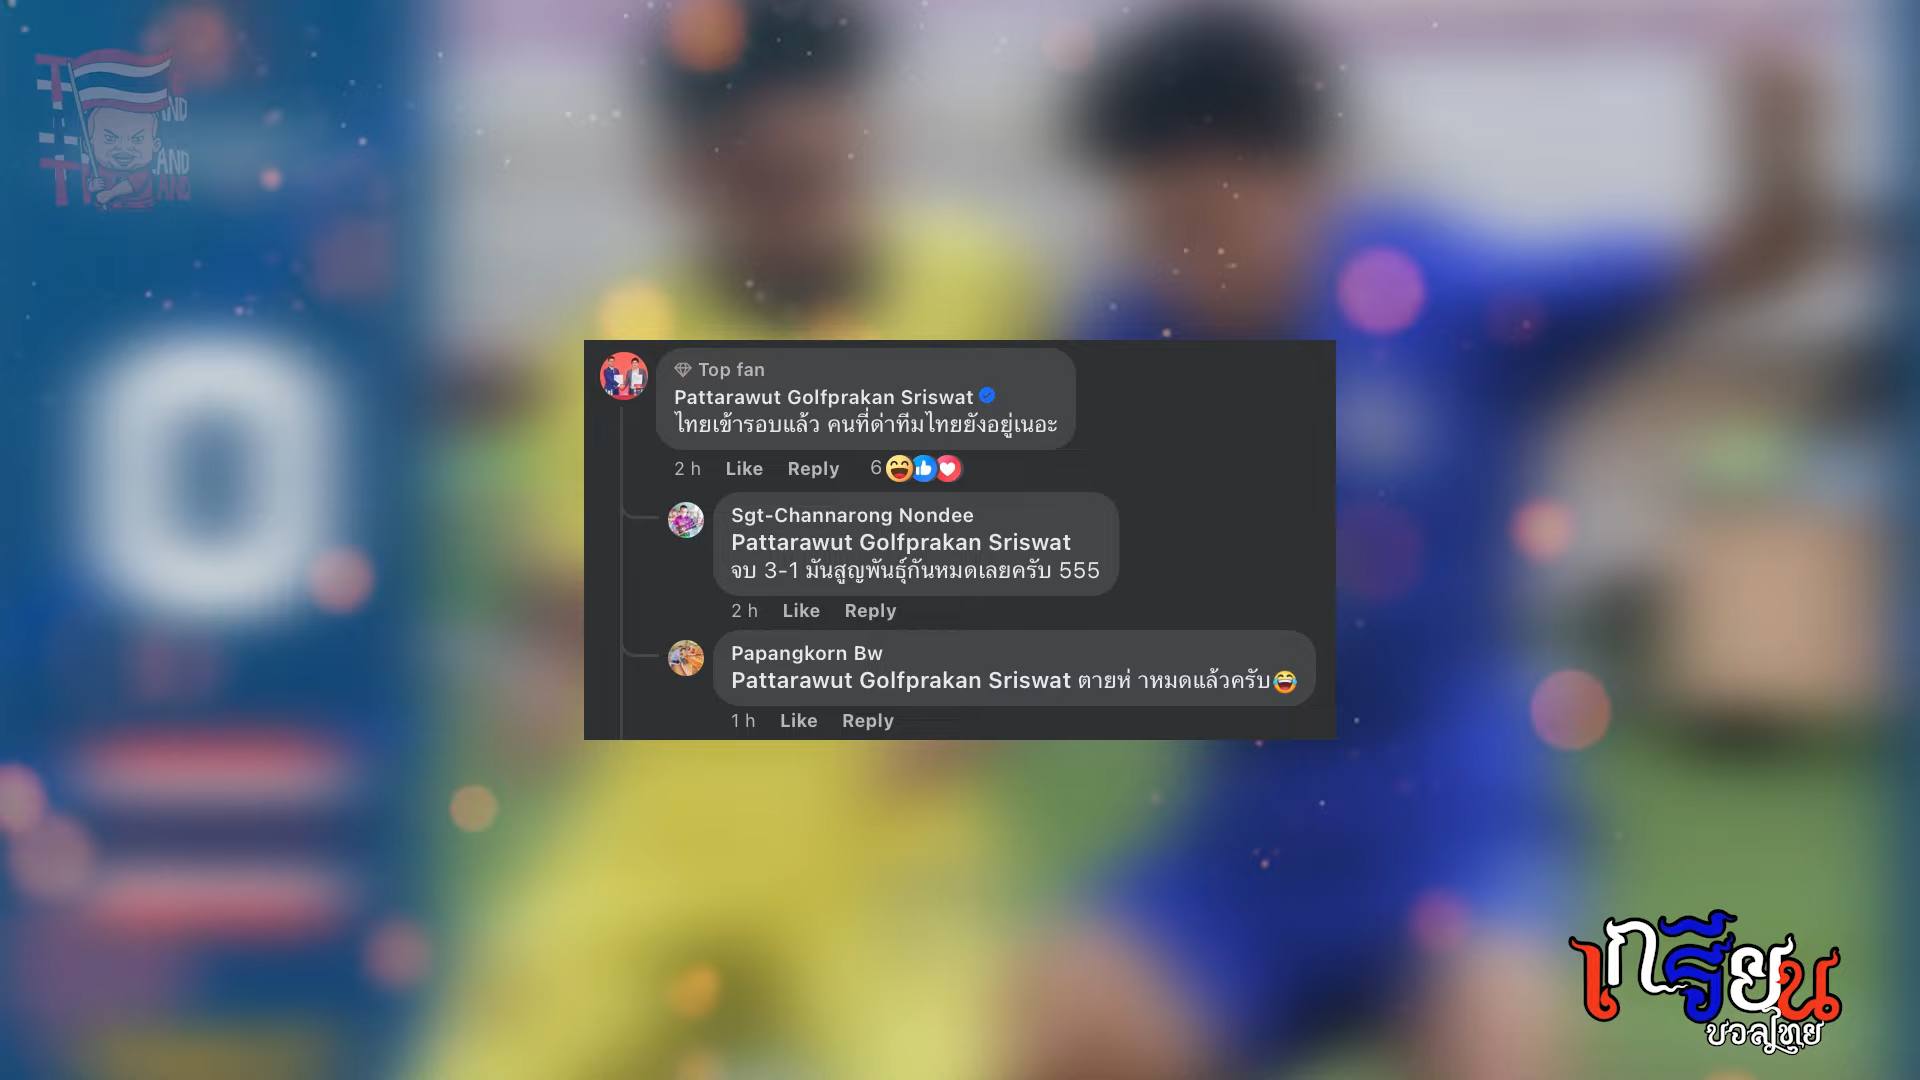 Top fan
Pattarawut Golfprakan Sriswat
ไทยเข้ารอบแล้ว คนที่ด่าทีมไทยยังอยู่เนอะ
2 h Like Reply 6
Sgt-Channarong Nondee
Pattarawut Golfprakan Sriswat
จบ 3-1 มันสูญพันธุ์กันหมดเลยครับ 555
2 h Like Reply
Papangkorn Bw
Pattarawut Golfprakan Sriswat ตายห่ าหมดแล้วครับ😂
1 h Like Reply
เกรียน
บอลไทย